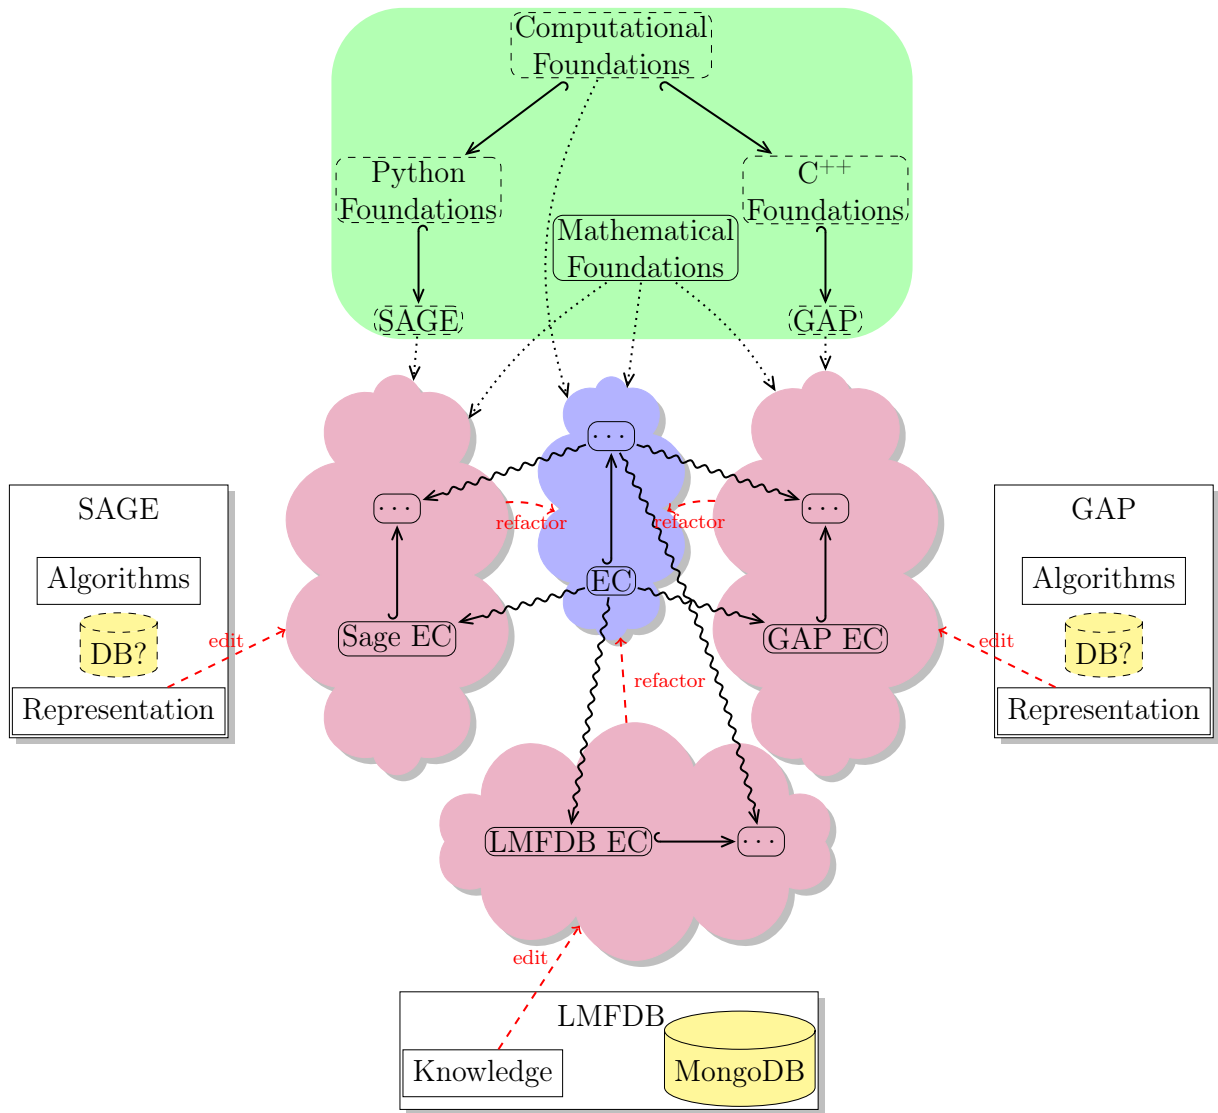 Computational
Foundations
Python
Foundations
C++
Foundations
Mathematical
Foundations
SAGE
GAP
...
...
...
SAGE
GAP
refactor
refactor
Algorithms
Algorithms
EC
Sage EC
GAP EC
DB?
DB?
edit
edit
refactor
Representation
Representation
LMFDB EC
...
edit
LMFDB
Knowledge
MongoDB